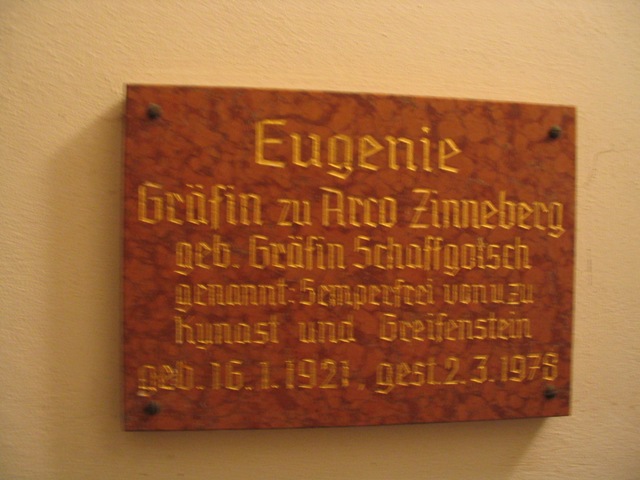 Eugenie
Gräfin zu Arco Zinneberg
geb. Gräfin Schaffgotsch
genannt: Semperfrei von u. zu
Kynast und Greifenstein
geb. 16.1.1921, gest. 2.3.1978